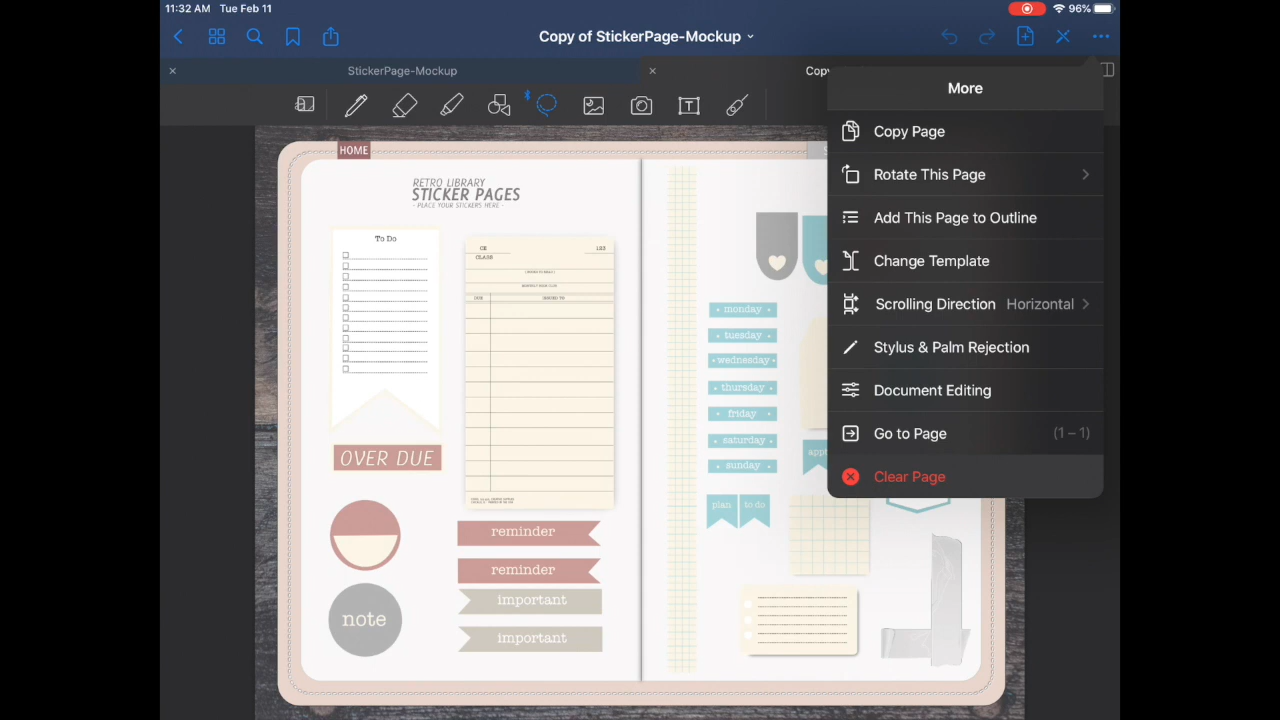 11:32 AM Tue Feb 11
96%
Copy of StickerPage-Mockup
StickerPage-Mockup
More
Copy Page
Rotate This Page
Add This Page to Outline
Change Template
Scrolling Direction Horizontal
Stylus & Palm Rejection
Document Editing
Go to Page (1 – 1)
Clear Page
HOME
RETRO LIBRARY
STICKER PAGES
- PLACE YOUR STICKERS HERE -
To Do
CE 123
CLASS
OVER DUE
reminder
reminder
important
important
note
monday
tuesday
wednesday
thursday
friday
saturday
sunday
plan
to do